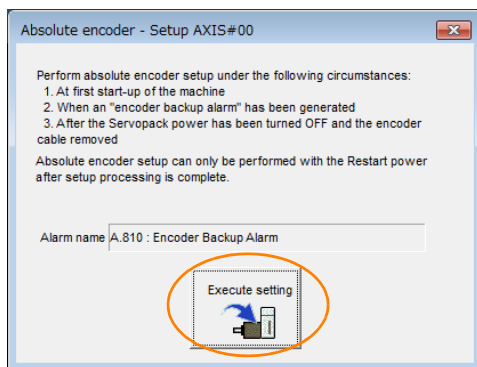 Absolute encoder - Setup AXIS#00
Perform absolute encoder setup under the following circumstances:
1. At first start-up of the machine
2. When an "encoder backup alarm" has been generated
3. After the Servopack power has been turned OFF and the encoder
cable removed
Absolute encoder setup can only be performed with the Restart power
after setup processing is complete.
Alarm name A.810 : Encoder Backup Alarm
Execute setting